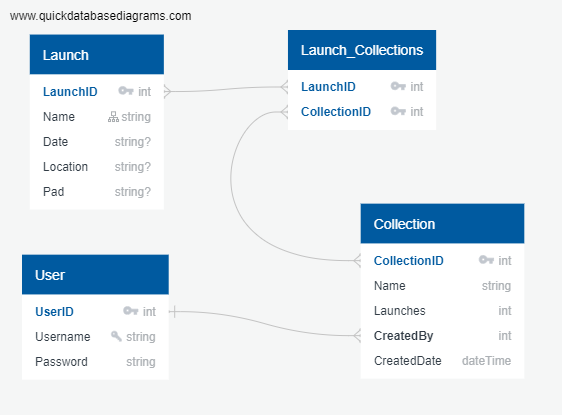 www.quickdatabasediagrams.com
Launch
LaunchID int
Name string
Date string?
Location string?
Pad string?
Launch_Collections
LaunchID int
CollectionID int
Collection
CollectionID int
Name string
Launches int
CreatedBy int
CreatedDate dateTime
User
UserID int
Username string
Password string